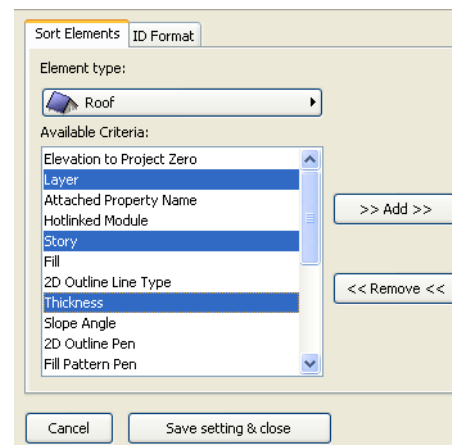 Sort Elements
ID Format
Element type:
Roof
Available Criteria:
Elevation to Project Zero
Layer
Attached Property Name
Hotlinked Module
Story
Fill
2D Outline Line Type
Thickness
Slope Angle
2D Outline Pen
Fill Pattern Pen
>> Add >>
<< Remove <<
Cancel
Save setting & close